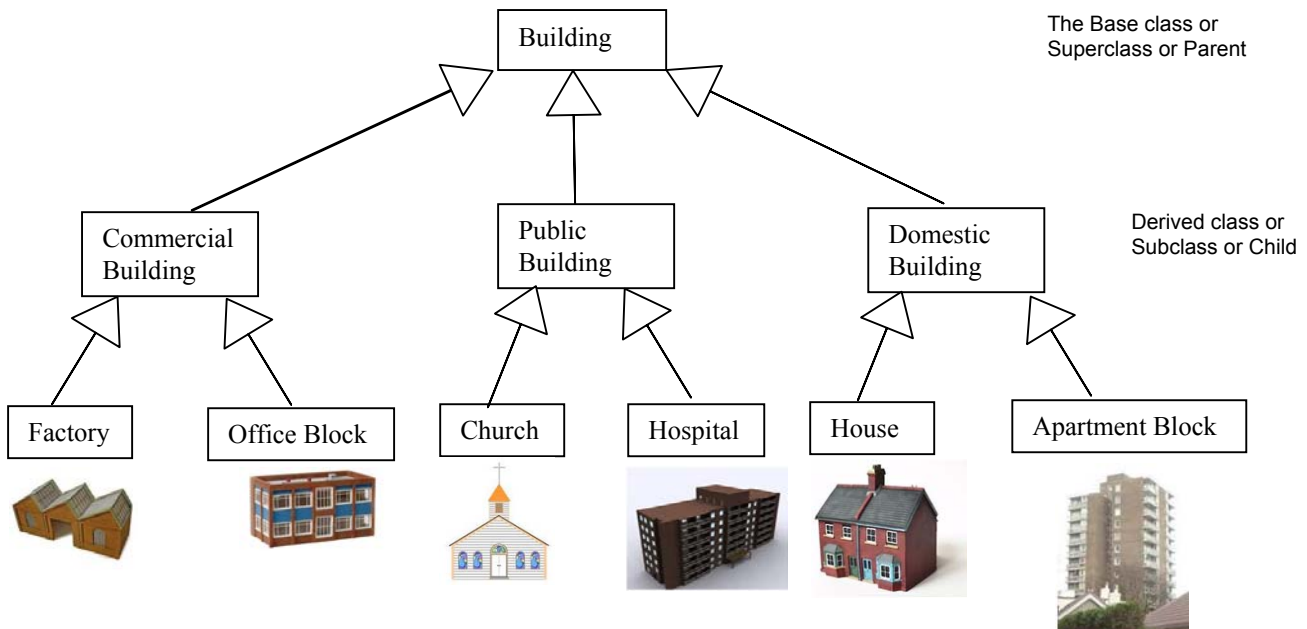 Building
The Base class or
Superclass or Parent
Commercial
Building
Public
Building
Domestic
Building
Derived class or
Subclass or Child
Factory
Office Block
Church
Hospital
House
Apartment Block